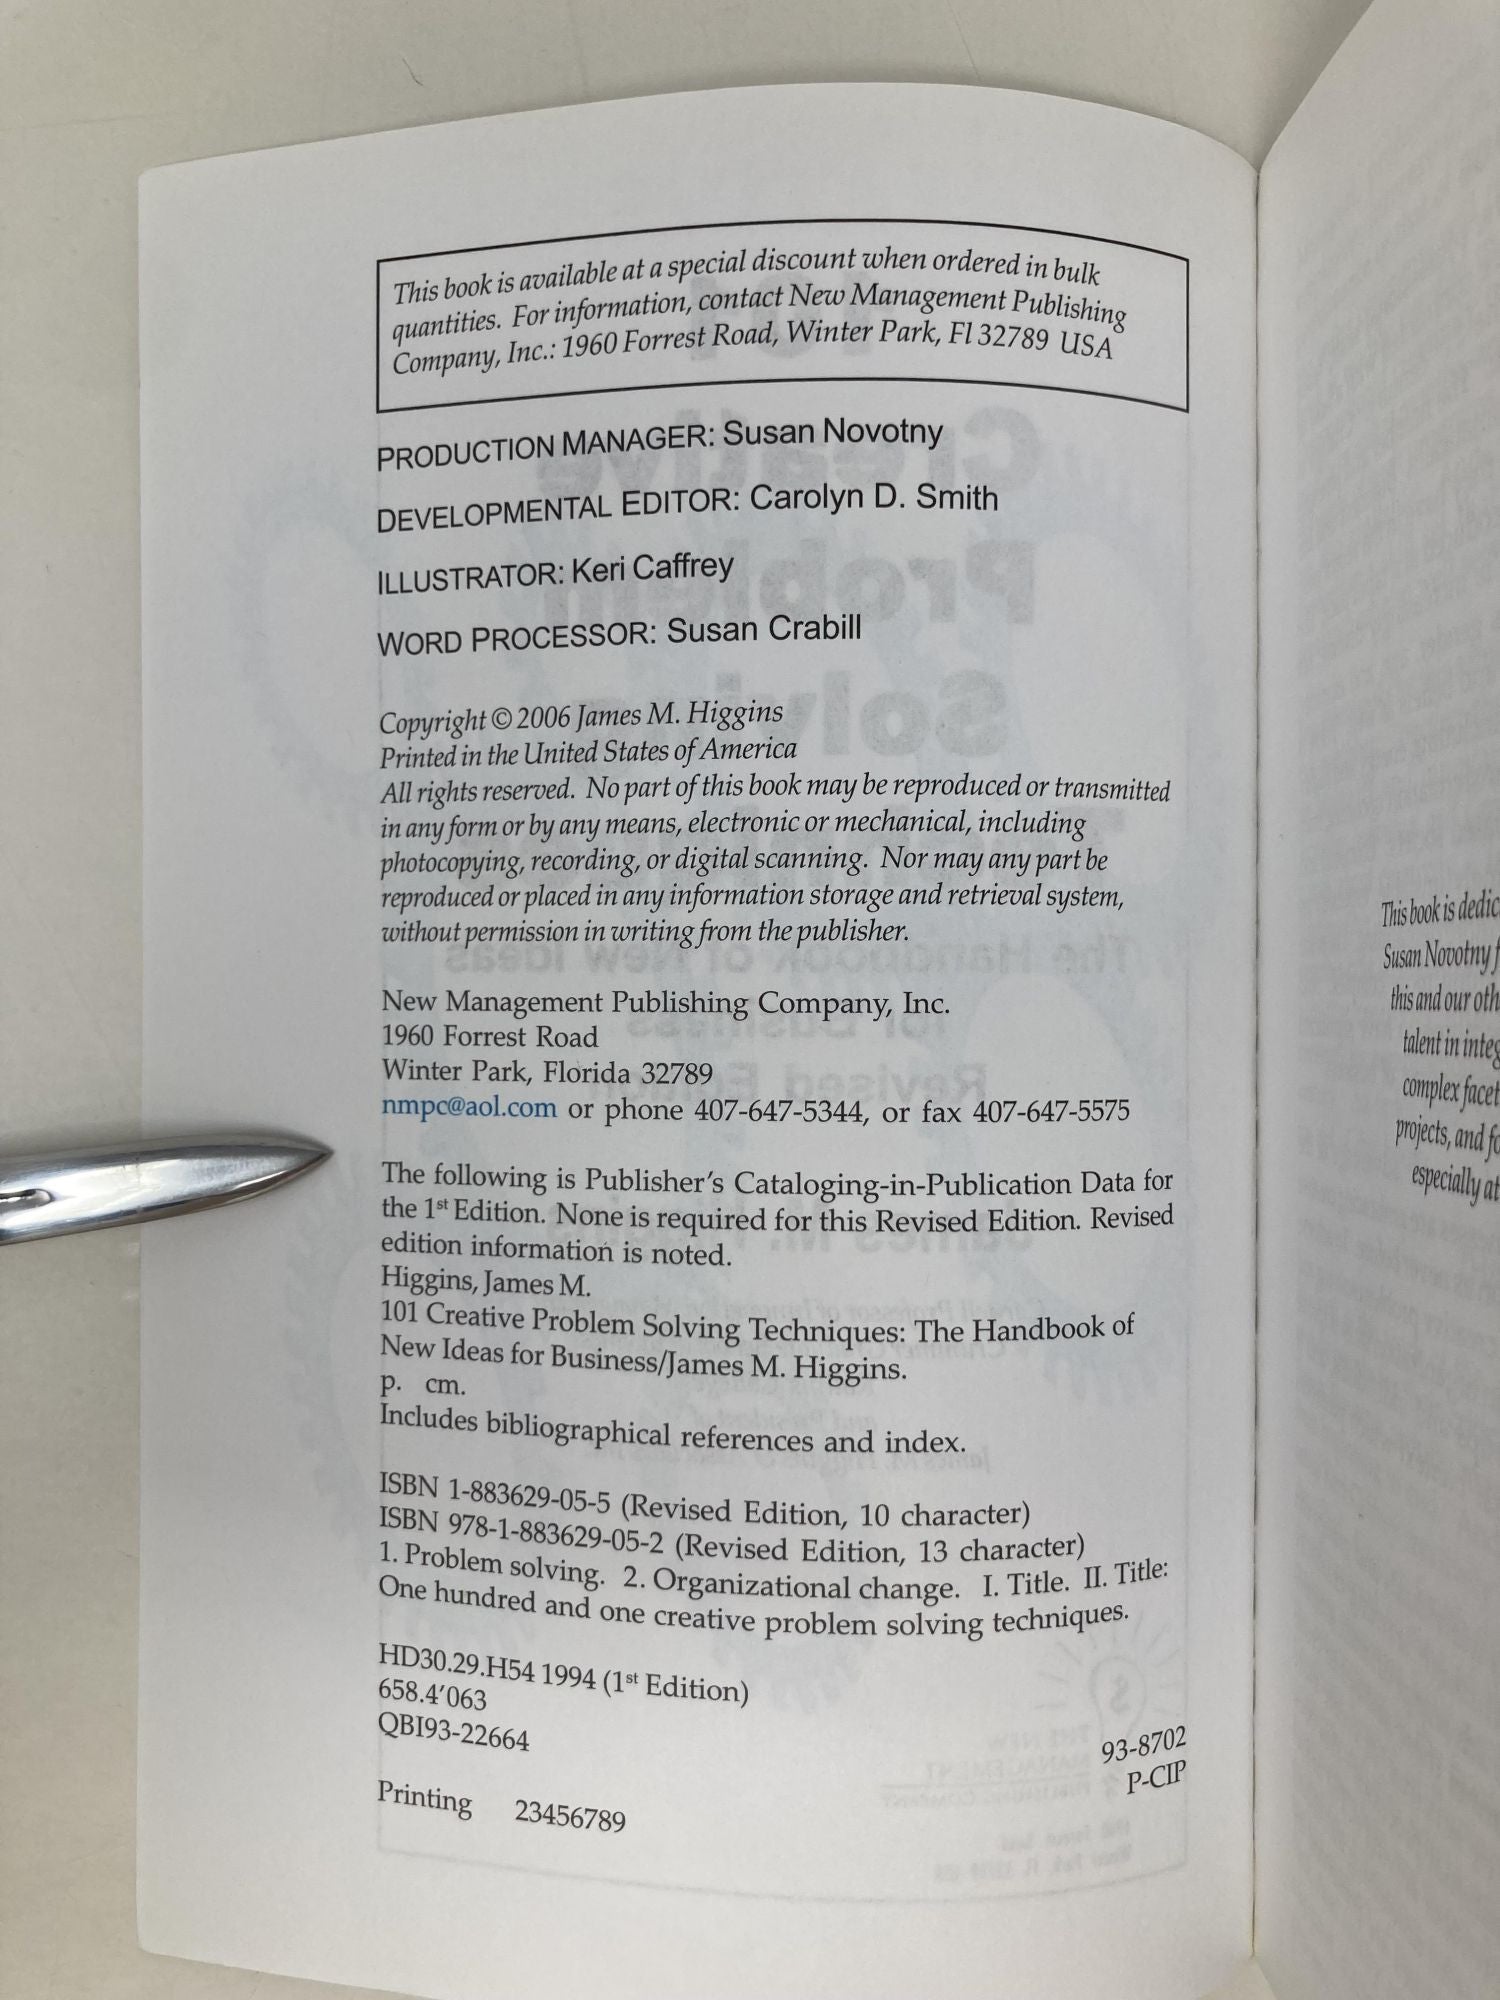 This book is available at a special discount when ordered in bulk
quantities. For information, contact New Management Publishing
Company, Inc.: 1960 Forrest Road, Winter Park, Fl 32789 USA
PRODUCTION MANAGER: Susan Novotny
DEVELOPMENTAL EDITOR: Carolyn D. Smith
ILLUSTRATOR: Keri Caffrey
WORD PROCESSOR: Susan Crabill
Copyright © 2006 James M. Higgins
Printed in the United States of America
All rights reserved. No part of this book may be reproduced or transmitted
in any form or by any means, electronic or mechanical, including
photocopying, recording, or digital scanning. Nor may any part be
reproduced or placed in any information storage and retrieval system,
without permission in writing from the publisher.
New Management Publishing Company, Inc.
1960 Forrest Road
Winter Park, Florida 32789
nmpc@aol.com or phone 407-647-5344, or fax 407-647-5575
The following is Publisher's Cataloging-in-Publication Data for
the 1st Edition. None is required for this Revised Edition. Revised
edition information is noted.
Higgins, James M.
101 Creative Problem Solving Techniques: The Handbook of
New Ideas for Business/James M. Higgins.
p. cm.
Includes bibliographical references and index.
ISBN 1-883629-05-5 (Revised Edition, 10 character)
ISBN 978-1-883629-05-2 (Revised Edition, 13 character)
1. Problem solving. 2. Organizational change. I. Title. II. Title:
One hundred and one creative problem solving techniques.
HD30.29.H54 1994 (1st Edition)
658.4'063
QBI93-22664
93-8702
P-CIP
Printing 23456789
This book is
Susan Novotny
this and our
talent in
complex
projects, and
especially